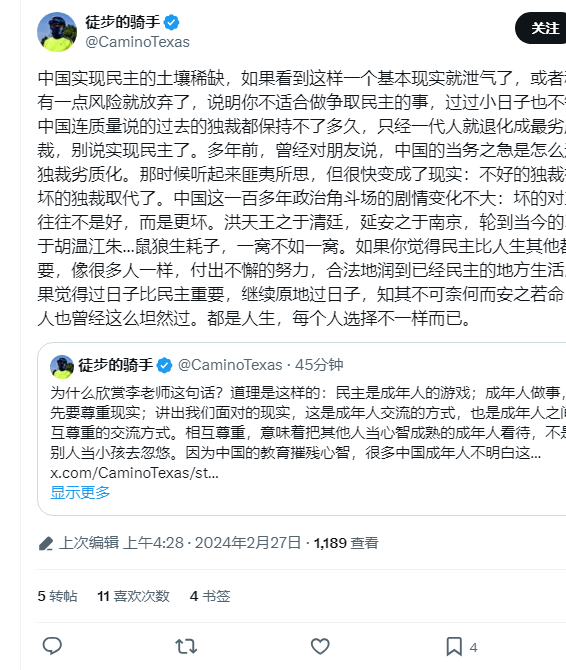 徒步的骑手
关注
@CaminoTexas
中国实现民主的土壤稀缺，如果看到这样一个基本现实就泄气了，或者
有一点风险就放弃了，说明你不适合做争取民主的事，过过小日子也不
中国连质量说的过去的独裁都保持不了多久，只经一代人就退化成最劣
裁，别说实现民主了。多年前，曾经对朋友说，中国的当务之急是怎么
独裁劣质化。那时候听起来匪夷所思，但很快变成了现实：不好的独裁
坏的独裁取代了。中国这一百多年政治角斗场的剧情变化不大：坏的对
往往不是好，而是更坏。洪天王之于清廷，延安之于南京，轮到当今的
于胡温江朱...鼠狼生耗子，一窝不如一窝。如果你觉得民主比人生其他
要，像很多人一样，付出不懈的努力，合法地润到已经民主的地方生活
果觉得过日子比民主重要，继续原地过日子，知其不可奈何而安之若命
人也曾经这么坦然过。都是人生，每个人选择不一样而已。
徒步的骑手 @CaminoTexas · 45分钟
为什么欣赏李老师这句话？道理是这样的：民主是成年人的游戏；成年人做事，
先要尊重现实；讲出我们面对的现实，这是成年人交流的方式，也是成年人之间
互尊重的交流方式。相互尊重，意味着把其他人当心智成熟的成年人看待，不是
别人当小孩去忽悠。因为中国的教育摧残心智，很多中国成年人不明白这...
x.com/CaminoTexas/st...
显示更多
上次编辑 上午4:28 · 2024年2月27日 · 1,189 查看
5 转帖 11 喜欢次数 4 书签
4